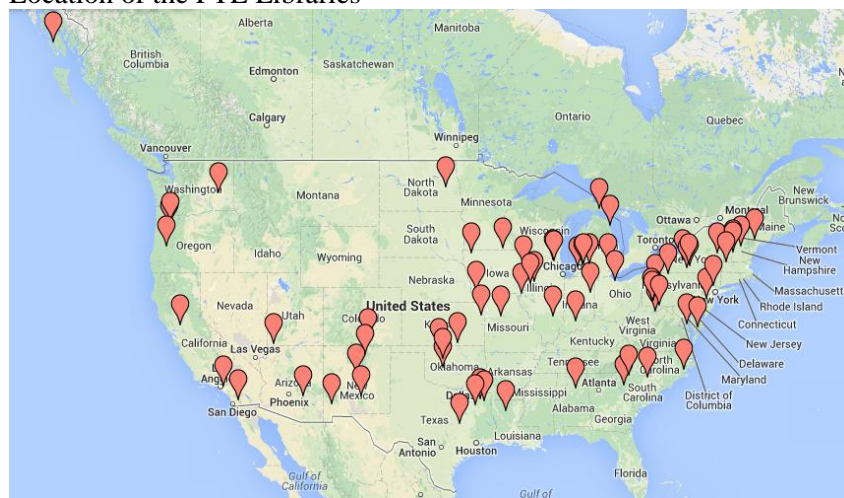 Location of the FTE Libraries
Alberta
Manitoba
British
Columbia
Edmonton
Saskatchewan
Calgary
Ontario
Quebec
Vancouver
Winnipeg
Washington
North
Dakota
Montana
Minnesota
Ottawa
Montreal
New
Brunswick
Maine
Oregon
South
Dakota
Wisconsin
Toronto
Vermont
New
Hampshire
Idaho
Wyoming
Chicago
Iowa
Nebraska
Illinois
Ohio
Massachusetts
Rhode Island
Nevada
United States
Indiana
New York
Connecticut
Utah
Missouri
West
Virginia
New Jersey
California
Las Vegas
Kentucky
Virginia
Delaware
Maryland
Oklahoma
Arkansas
Tennessee
North
Carolina
District of
Columbia
Phoenix
New
Mexico
Mississippi
Atlanta
South
Carolina
San Diego
Alabama
Texas
Georgia
Louisiana
San
Antonio
Houston
Gulf of
California
Florida
Gulf of